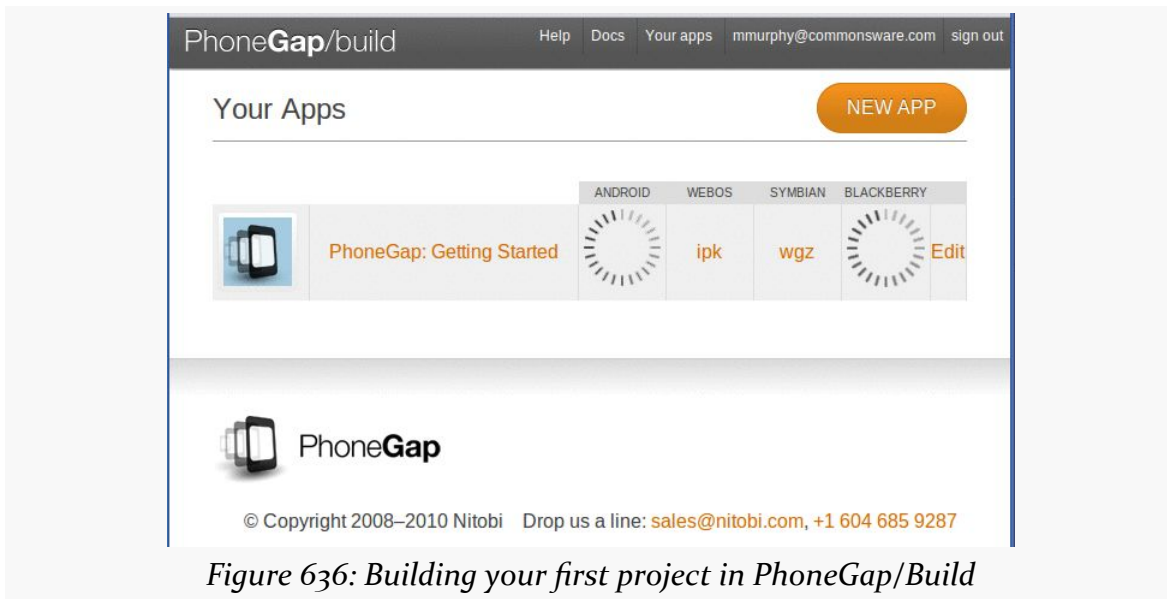 PhoneGap/build Help Docs Your apps mmurphy@commonsware.com sign out
Your Apps NEW APP
ANDROID WEBOS SYMBIAN BLACKBERRY
PhoneGap: Getting Started ipk wgz Edit
PhoneGap
© Copyright 2008–2010 Nitobi Drop us a line: sales@nitobi.com, +1 604 685 9287
Figure 636: Building your first project in PhoneGap/Build